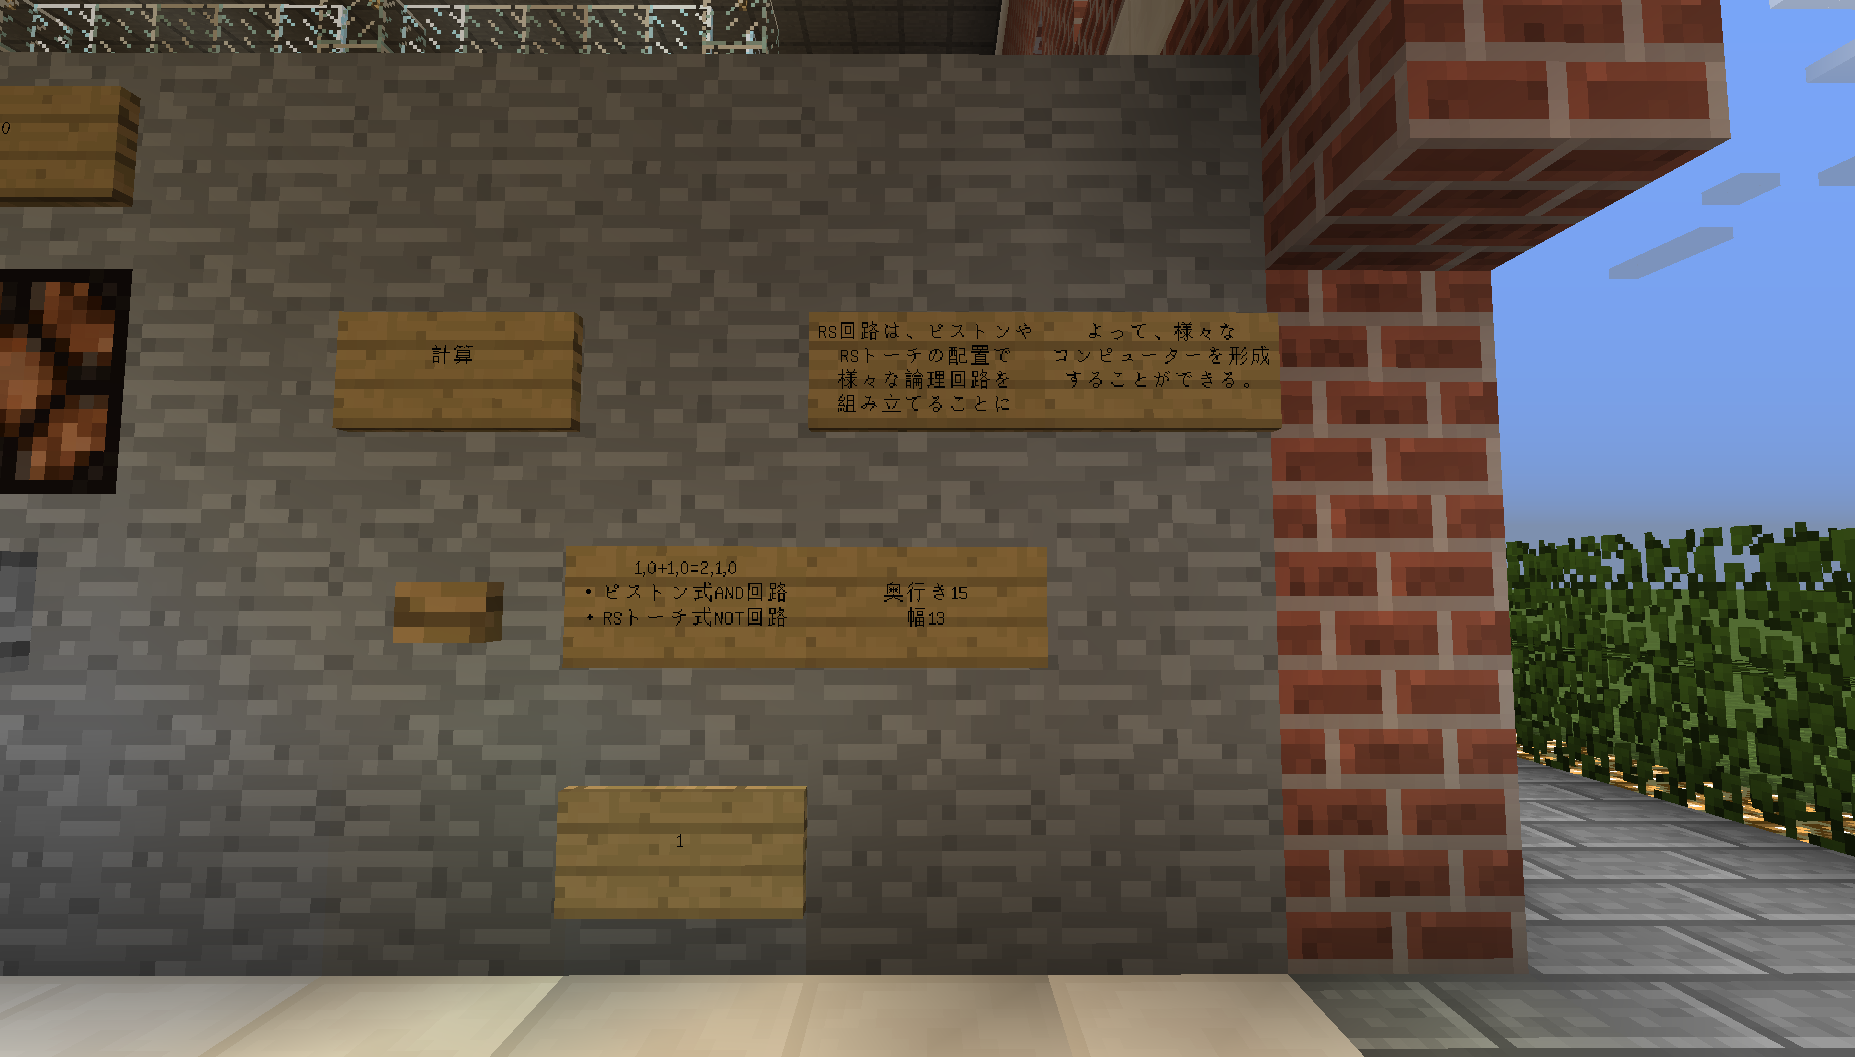 0
計算
RS回路は、ピストンや
RSトーチの配置で
様々な論理回路を
組み立てることに
よって、様々な
コンピューターを形成
することができる。
1,0+1,0=2,1,0
・ピストン式AND回路
・RSトーチ式NOT回路
奥行き15
幅13
1